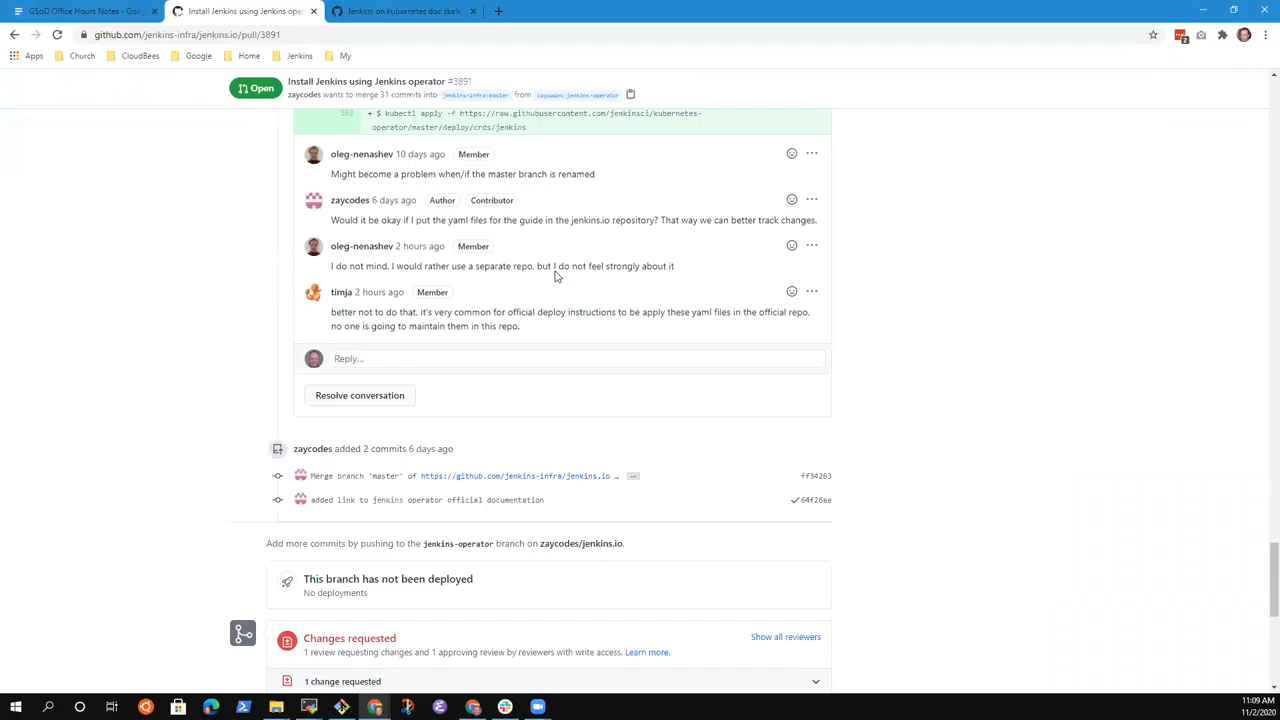 GSoD Office Hours Notes - Goog
Install Jenkins using Jenkins ope
Jenkins on kubernetes doc skele
github.com/jenkins-infra/jenkins.io/pull/3891
2
Apps
Church
CloudBees
Google
Home
Jenkins
My
Open
Install Jenkins using Jenkins operator #3891
zaycodes wants to merge 31 commits into jenkins-infra:master from zaycodes:jenkins-operator
593 + $ kubectl apply -f https://raw.githubusercontent.com/jenkinsci/kubernetes-
operator/master/deploy/crds/jenkins
oleg-nenashev 10 days ago Member
Might become a problem when/if the master branch is renamed
zaycodes 6 days ago Author Contributor
Would it be okay if I put the yaml files for the guide in the jenkins.io repository? That way we can better track changes.
oleg-nenashev 2 hours ago Member
I do not mind. I would rather use a separate repo, but I do not feel strongly about it
timja 2 hours ago Member
better not to do that, it's very common for official deploy instructions to be apply these yaml files in the official repo,
no one is going to maintain them in this repo.
Reply...
Resolve conversation
zaycodes added 2 commits 6 days ago
Merge branch 'master' of https://github.com/jenkins-infra/jenkins.io … ff34263
added link to jenkins operator official documentation 64f26ae
Add more commits by pushing to the jenkins-operator branch on zaycodes/jenkins.io.
This branch has not been deployed
No deployments
Changes requested
Show all reviewers
1 review requesting changes and 1 approving review by reviewers with write access. Learn more.
1 change requested
11:09 AM
11/2/2020